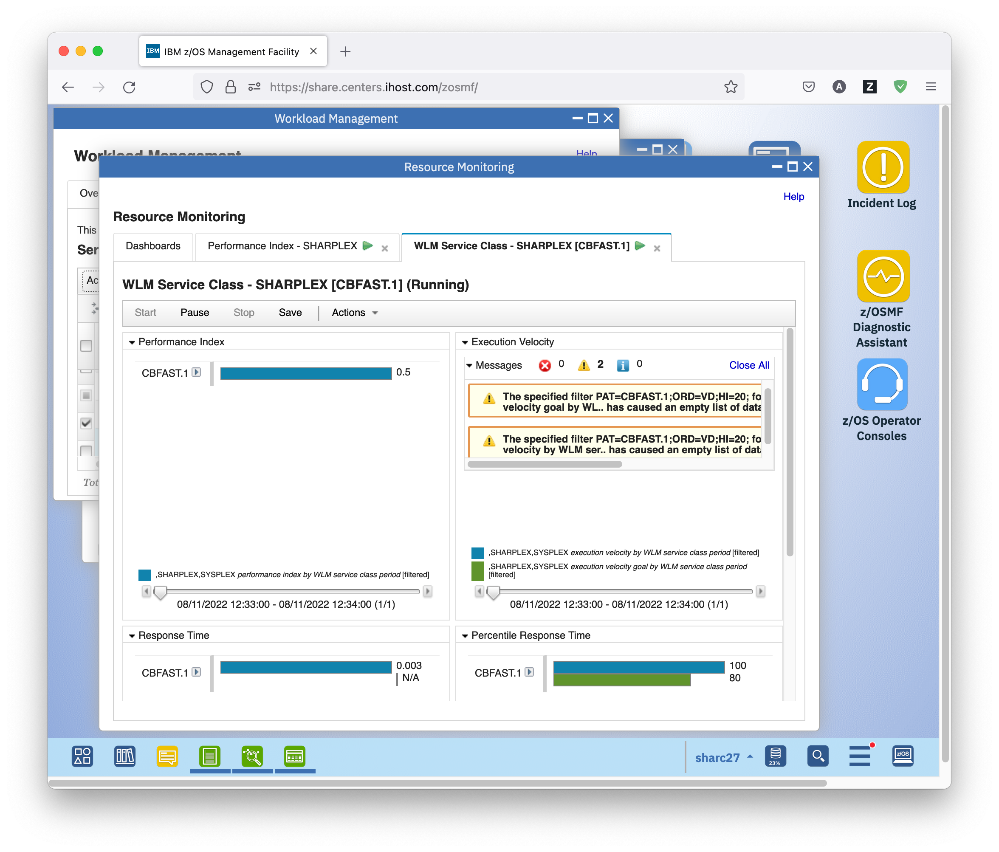 IBM
IBM z/OS Management Facility
https://share.centers.ihost.com/zosmf/
A
Z
Workload Management
Workload Management
Help
Resource Monitoring
Help
Resource Monitoring
Dashboards
Performance Index - SHARPLEX
WLM Service Class - SHARPLEX [CBFAST.1]
Ove
This
Ser
Ac
Tot
WLM Service Class - SHARPLEX [CBFAST.1] (Running)
Start Pause Stop Save Actions
Performance Index
CBFAST.1
0.5
,SHARPLEX,SYSPLEX performance index by WLM service class period [filtered]
08/11/2022 12:33:00 - 08/11/2022 12:34:00 (1/1)
Execution Velocity
Messages 0 2 0 Close All
The specified filter PAT=CBFAST.1;ORD=VD;HI=20; fo
velocity goal by WL.. has caused an empty list of data
The specified filter PAT=CBFAST.1;ORD=VD;HI=20; fo
velocity by WLM ser.. has caused an empty list of data
,SHARPLEX,SYSPLEX execution velocity by WLM service class period [filtered]
,SHARPLEX,SYSPLEX execution velocity goal by WLM service class period
[filtered]
08/11/2022 12:33:00 - 08/11/2022 12:34:00 (1/1)
Response Time
CBFAST.1
0.003
N/A
Percentile Response Time
CBFAST.1
100
80
Incident Log
z/OSMF
Diagnostic
Assistant
z/OS Operator
Consoles
sharc27
23%
z/OS